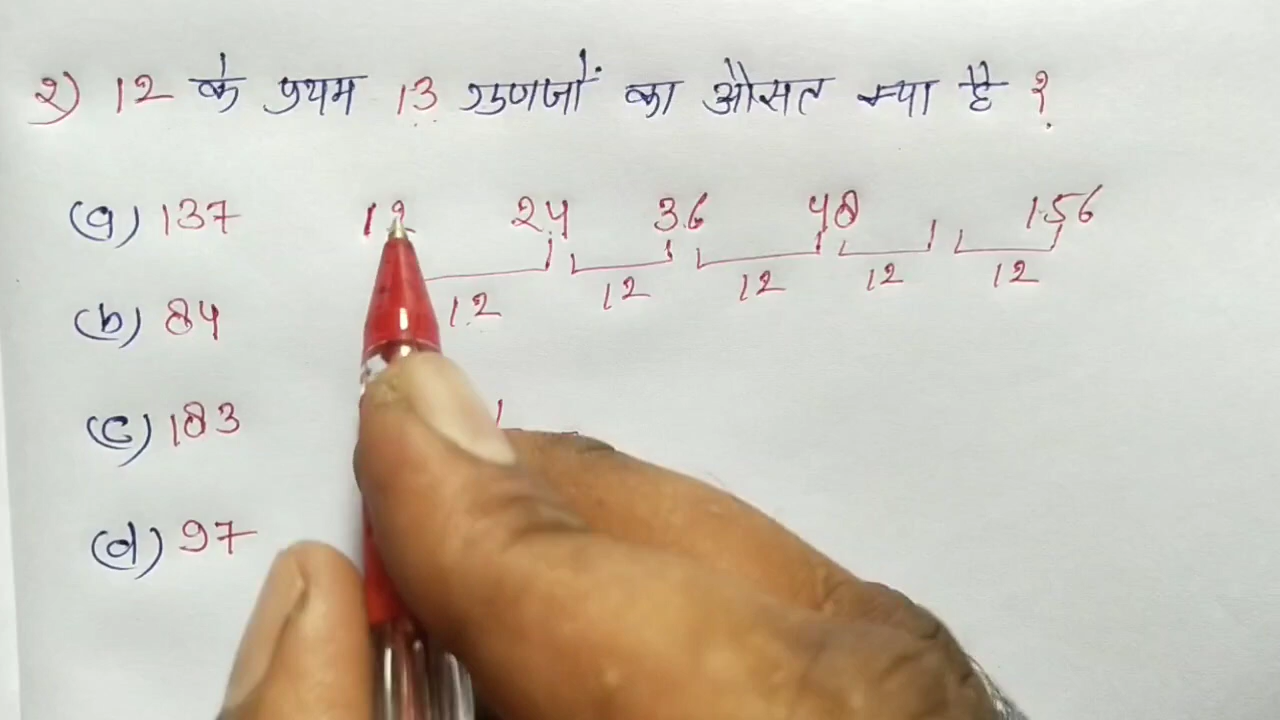 २) 12 के प्रथम 13 गुणजों का औसत क्या है ?
(a) 137
12 24 36 48 156
12 12 12 12 12
(b) 84
(c) 183
(d) 97